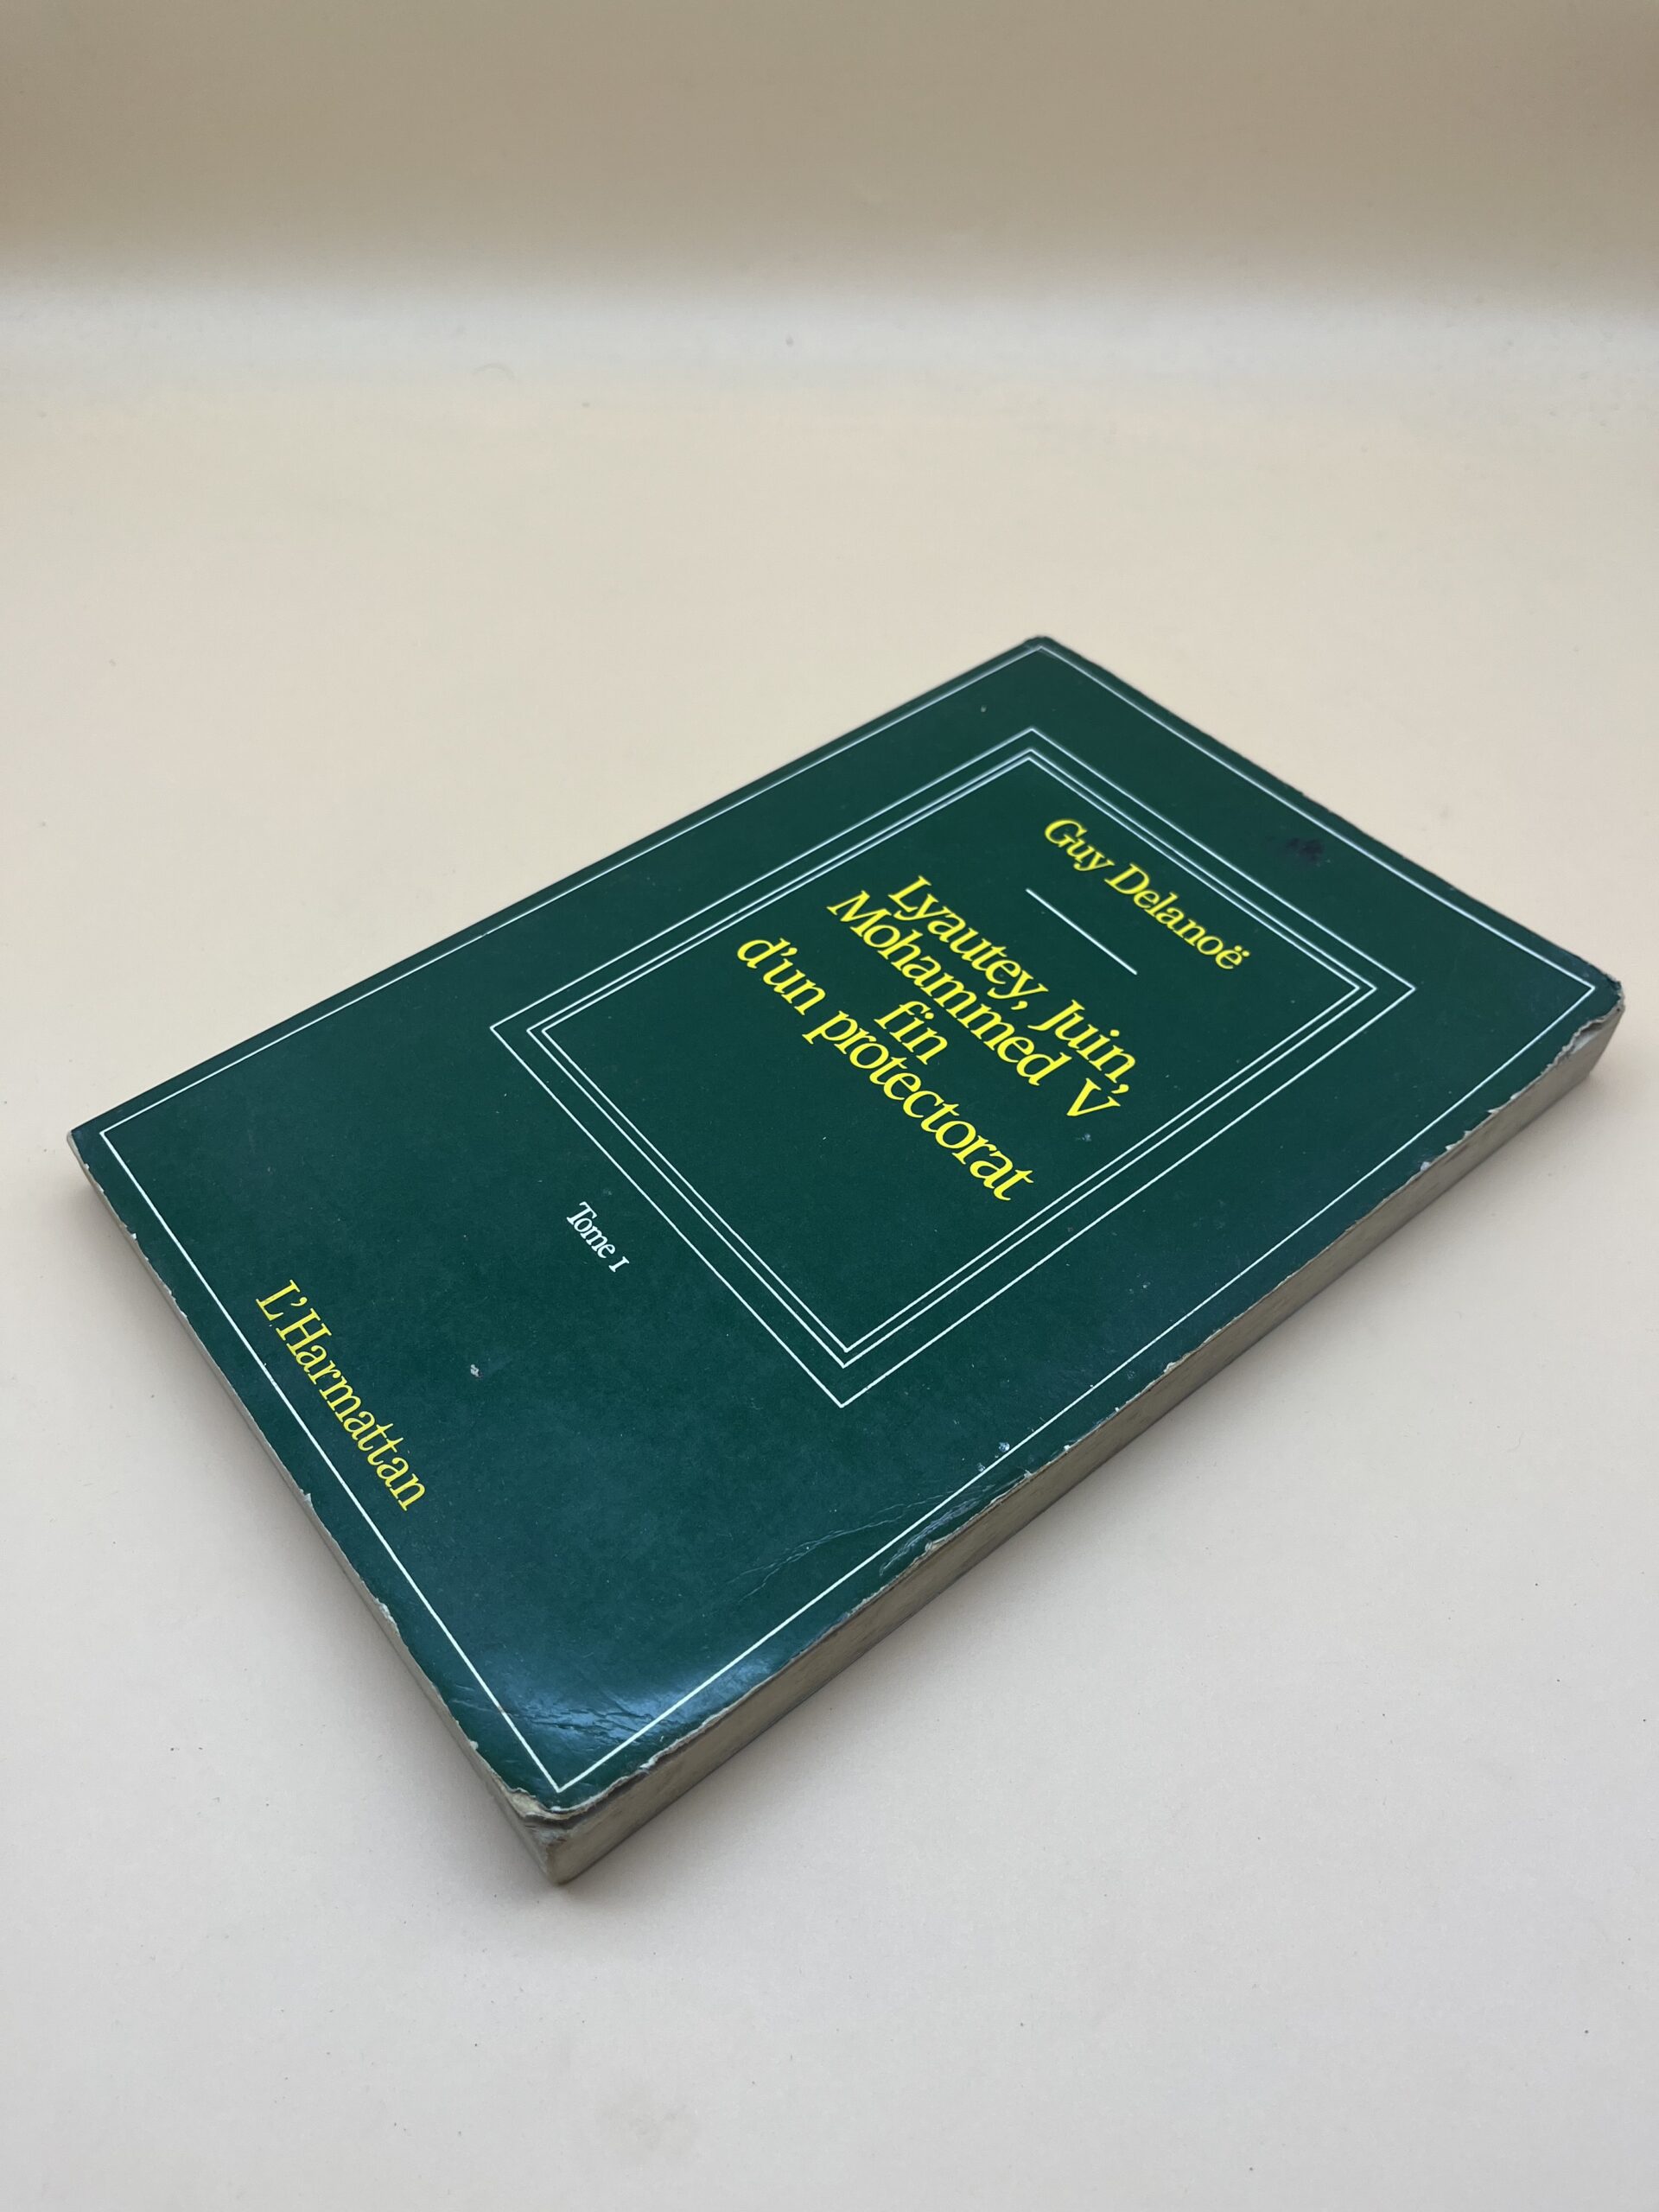 Guy Delanoë
Lyautey, Juin,
Mohammed V
fin
d'un protectorat
Tome I
L'Harmattan